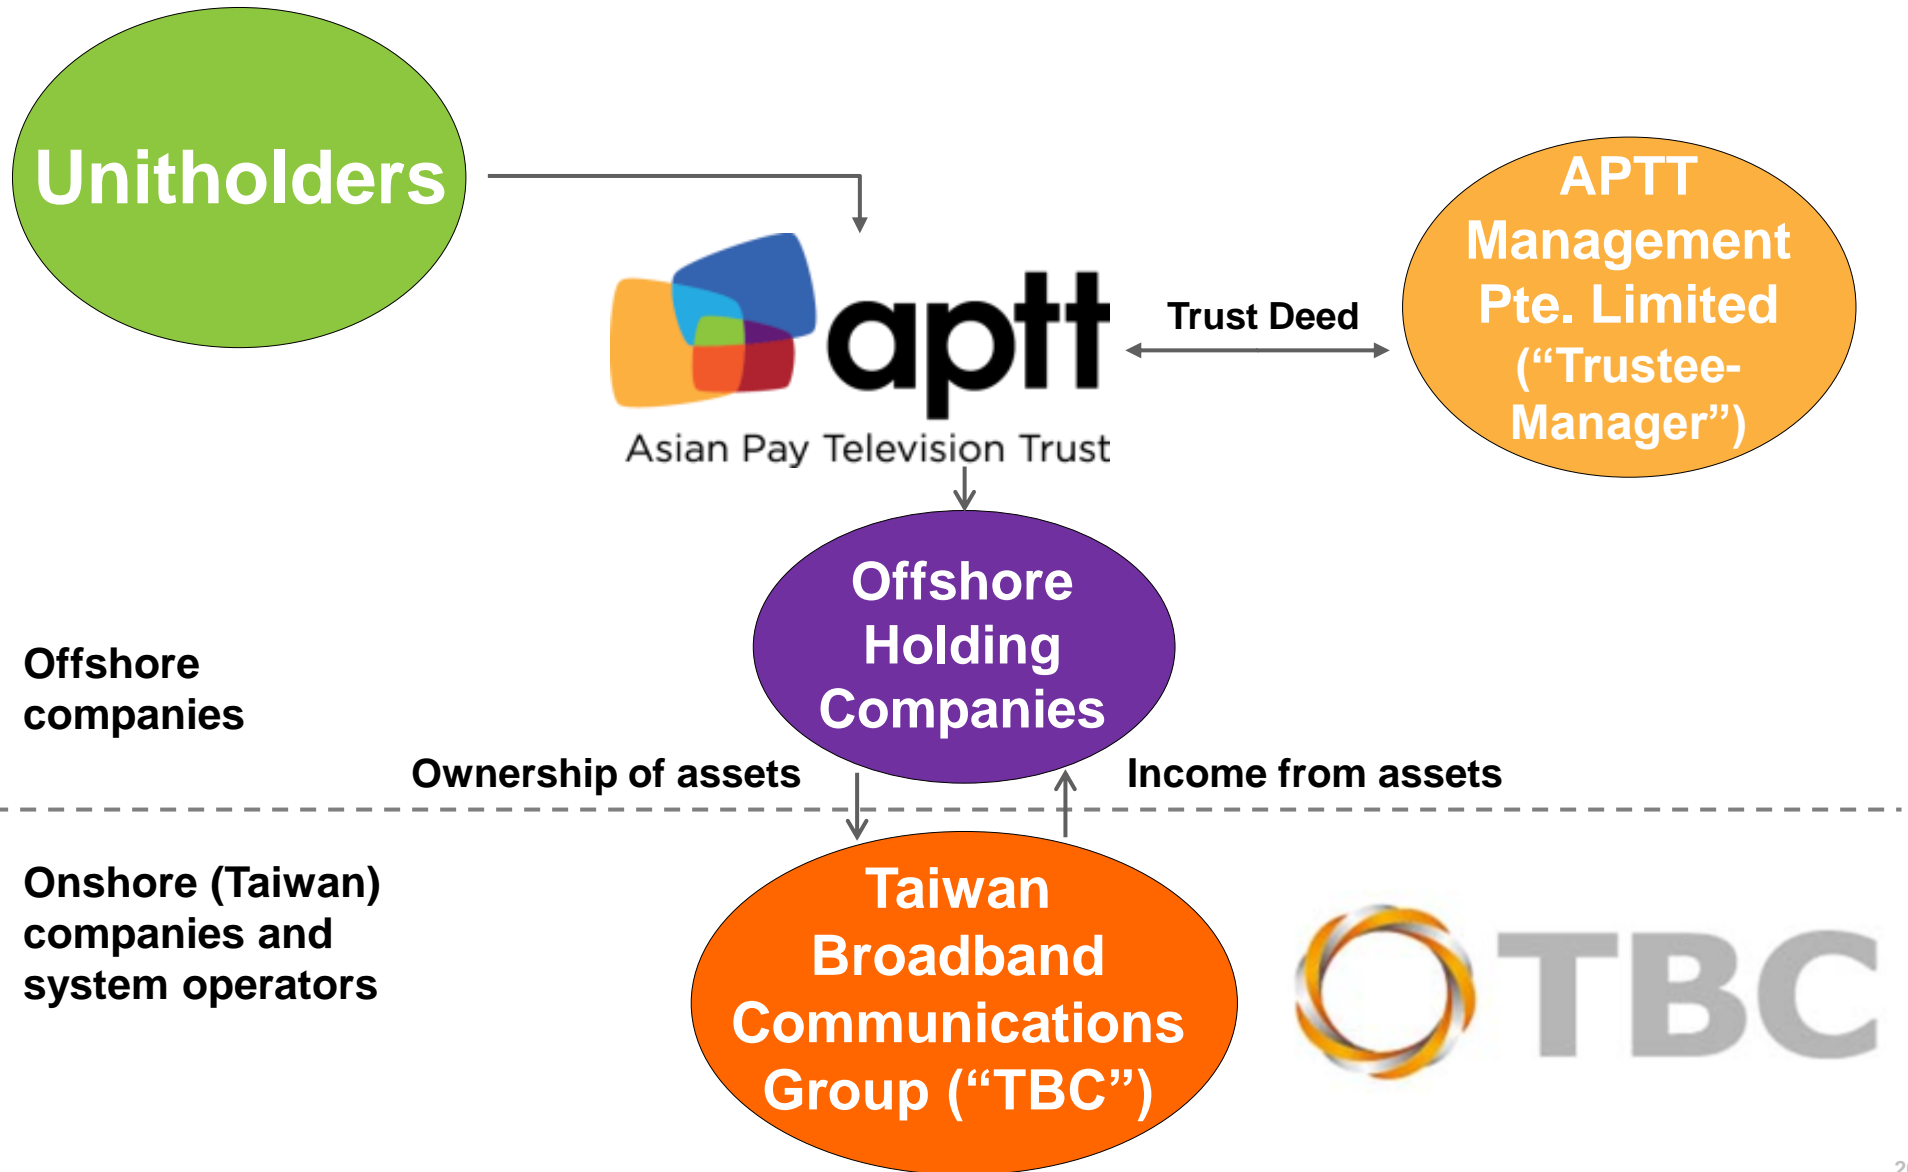 Unitholders
APTT
Management
Pte. Limited
(“Trustee-
Manager”)
aptt
Asian Pay Television Trust
Trust Deed
Offshore
Holding
Companies
Offshore
companies
Ownership of assets
Income from assets
Onshore (Taiwan)
companies and
system operators
Taiwan
Broadband
Communications
Group (“TBC”)
TBC